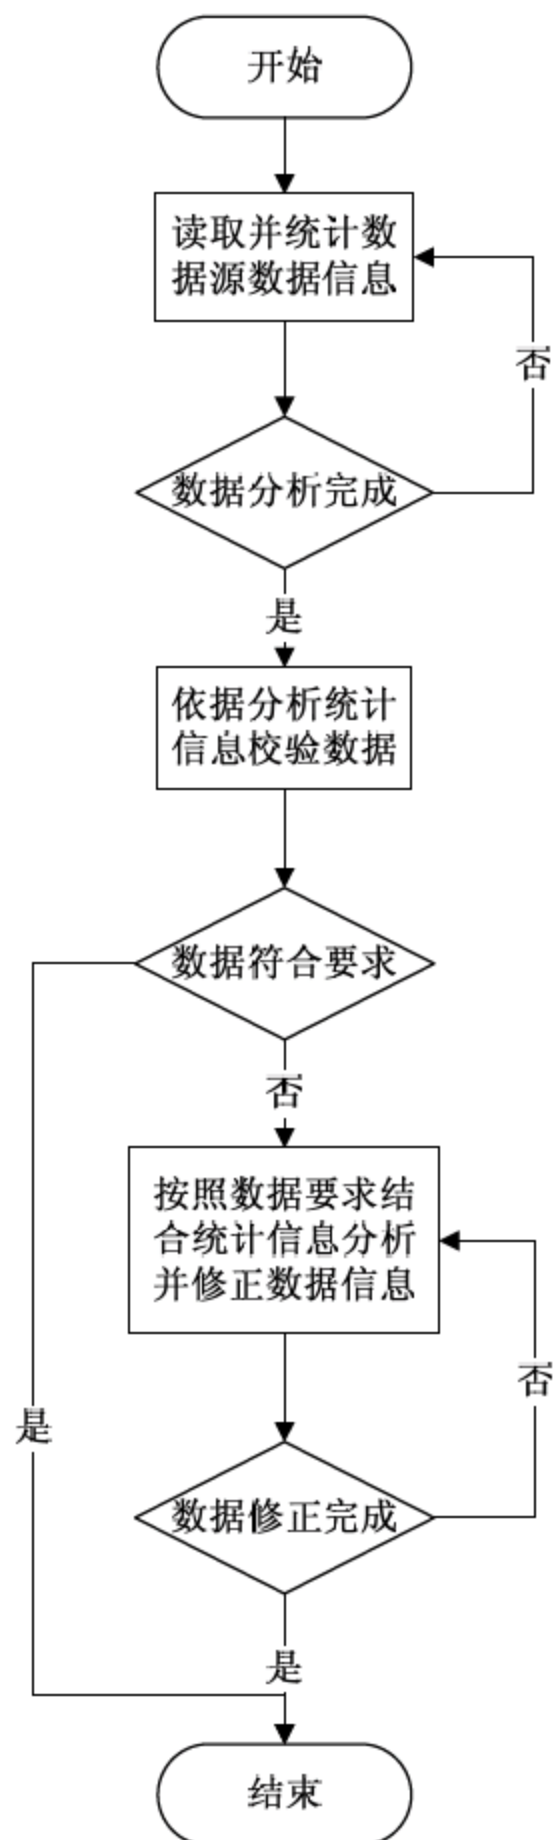 开始
读取并统计数
据源数据信息
否
数据分析完成
是
依据分析统计
信息校验数据
数据符合要求
否
按照数据要求结
合统计信息分析
并修正数据信息
否
是
数据修正完成
是
结束